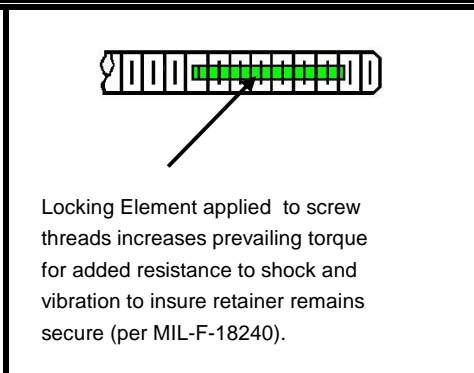 Locking Element applied to screw
threads increases prevailing torque
for added resistance to shock and
vibration to insure retainer remains
secure (per MIL-F-18240).